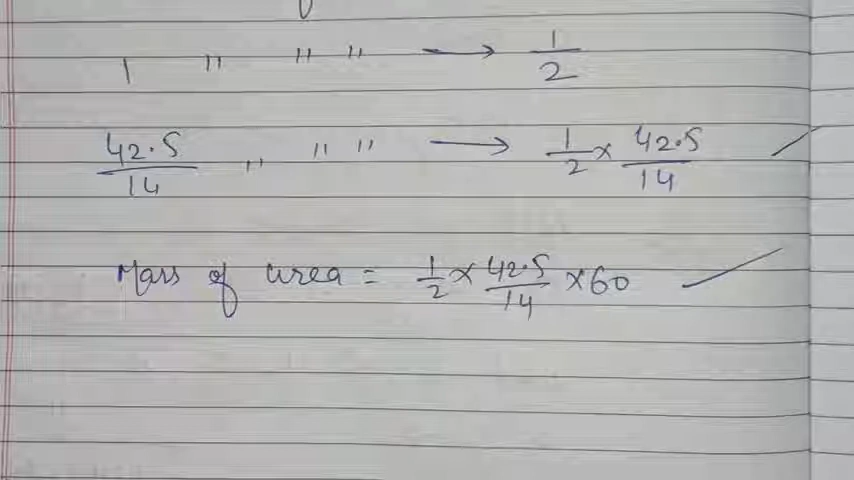 1 " " " → 1/2
42.5/14 " " " → 1/2 × 42.5/14
Mass of urea = 1/2 × 42.5/14 × 60